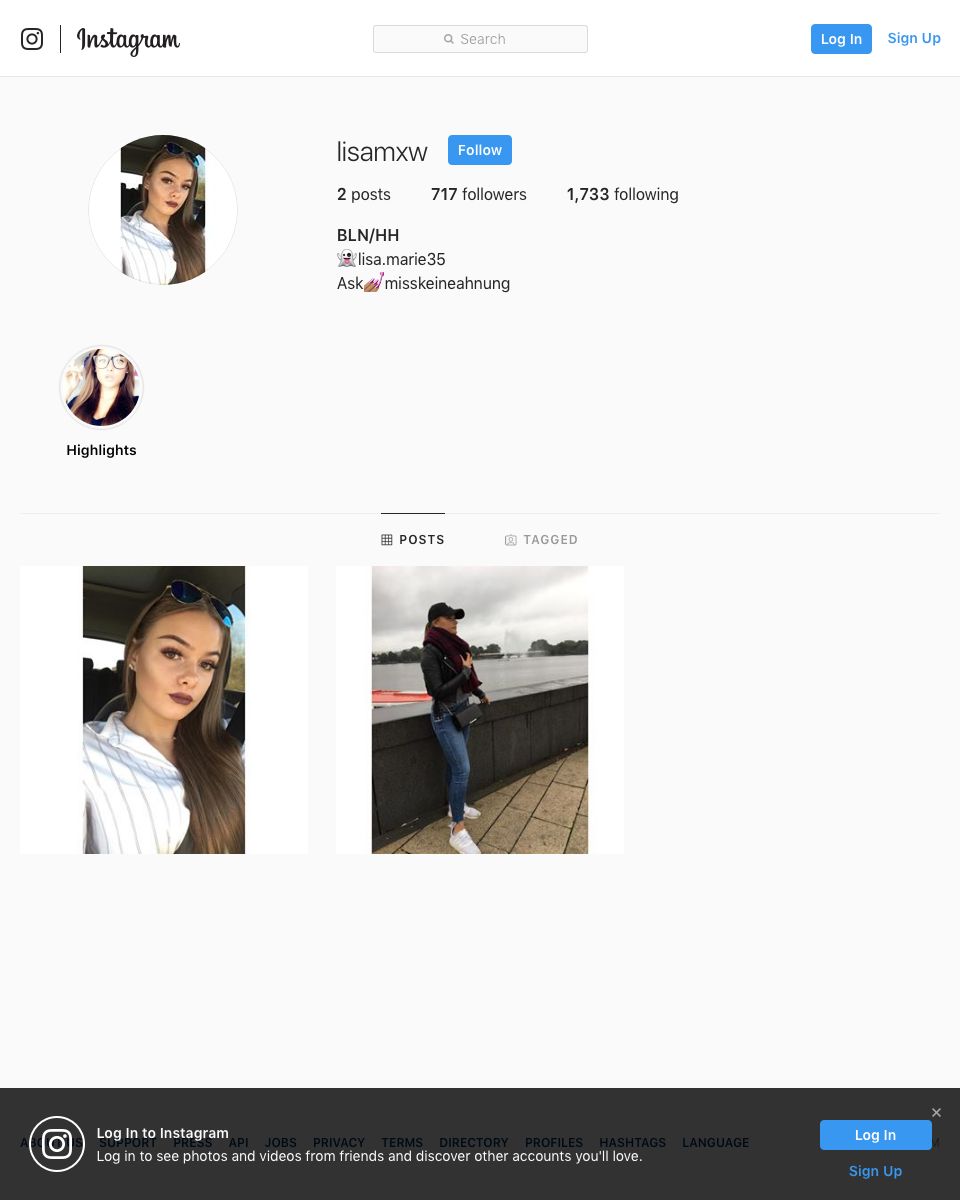 Instagram
Search
Log In
Sign Up
lisamxw
Follow
2 posts
717 followers
1,733 following
BLN/HH
👻lisa.marie35
Ask💅🏽misskeineahnung
Highlights
POSTS
TAGGED
SUPPORT PRESS API JOBS PRIVACY TERMS DIRECTORY PROFILES HASHTAGS LANGUAGE
Log In to Instagram
Log in to see photos and videos from friends and discover other accounts you'll love.
✕
Log In
Sign Up